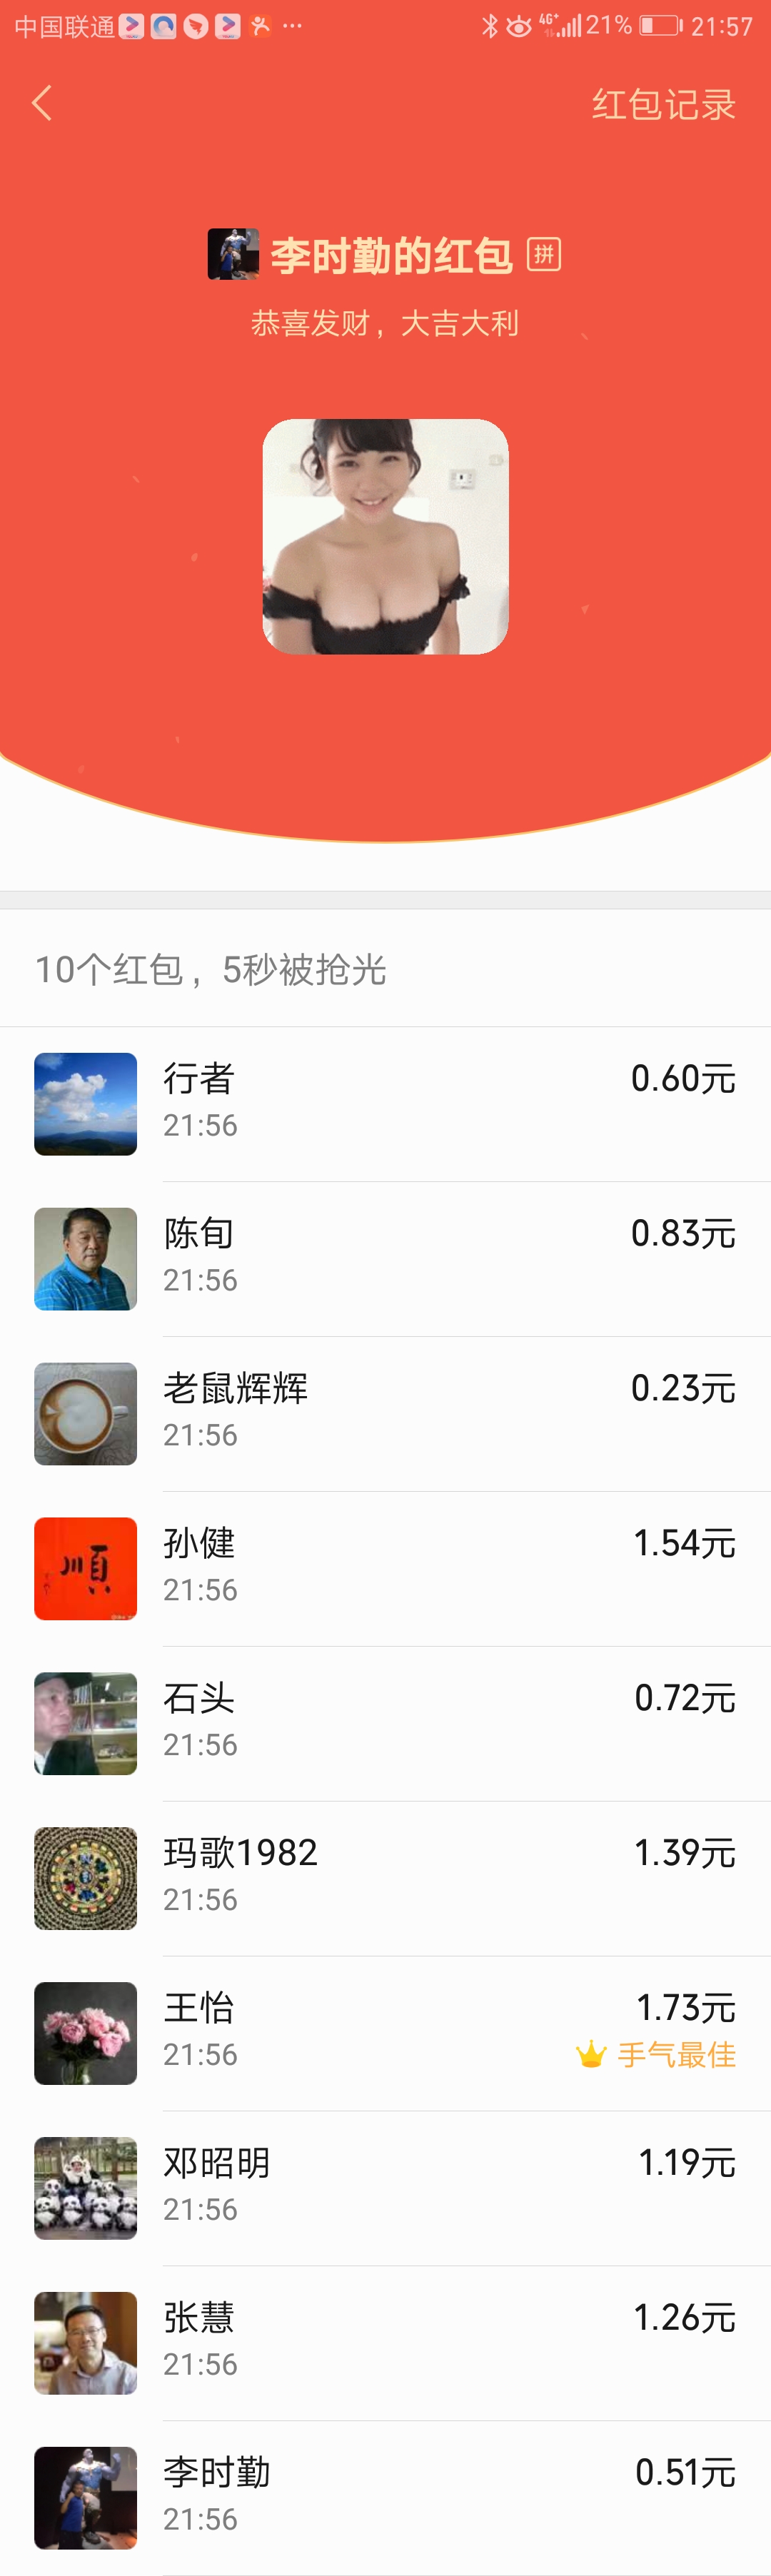 中国联通 ... 4G+ 21% 21:57
红包记录
李时勤的红包 拼
恭喜发财，大吉大利
10个红包，5秒被抢光
行者 0.60元
21:56
陈旬 0.83元
21:56
老鼠辉辉 0.23元
21:56
順
孙健 1.54元
21:56
石头 0.72元
21:56
玛歌1982 1.39元
21:56
王怡 1.73元
21:56 手气最佳
邓昭明 1.19元
21:56
张慧 1.26元
21:56
李时勤 0.51元
21:56